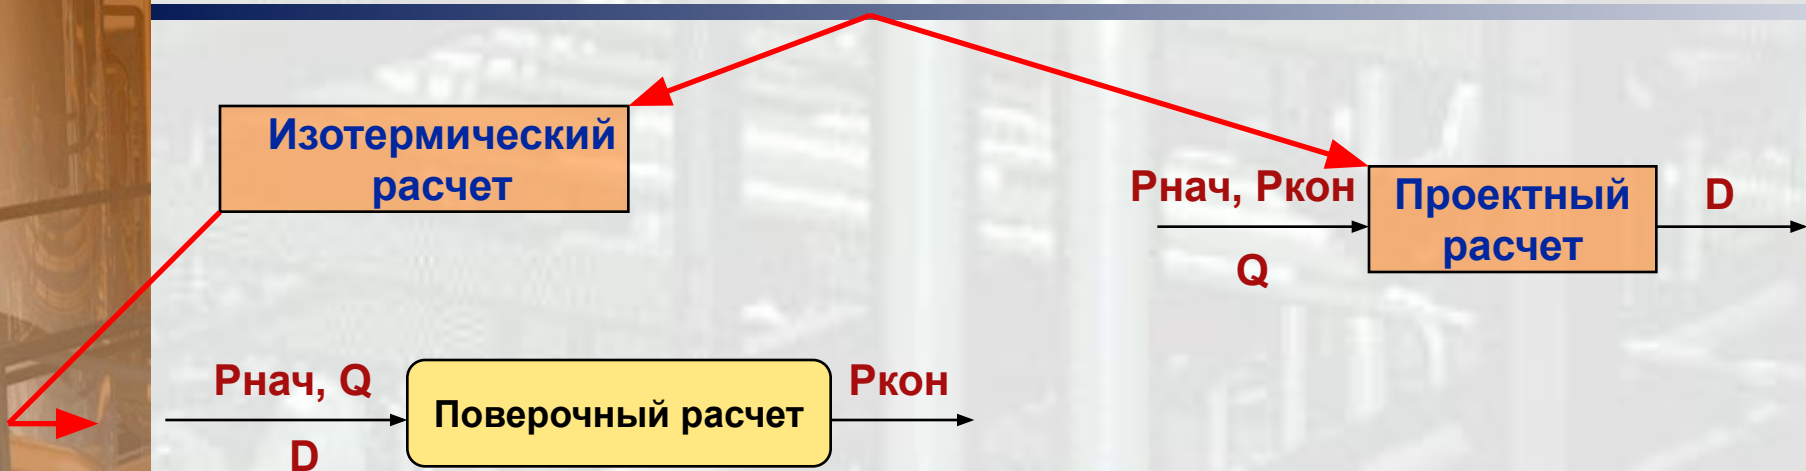 Изотермический
расчет
Рнач, Ркон
Q
Проектный
расчет
D
Рнач, Q
D
Поверочный расчет
Ркон